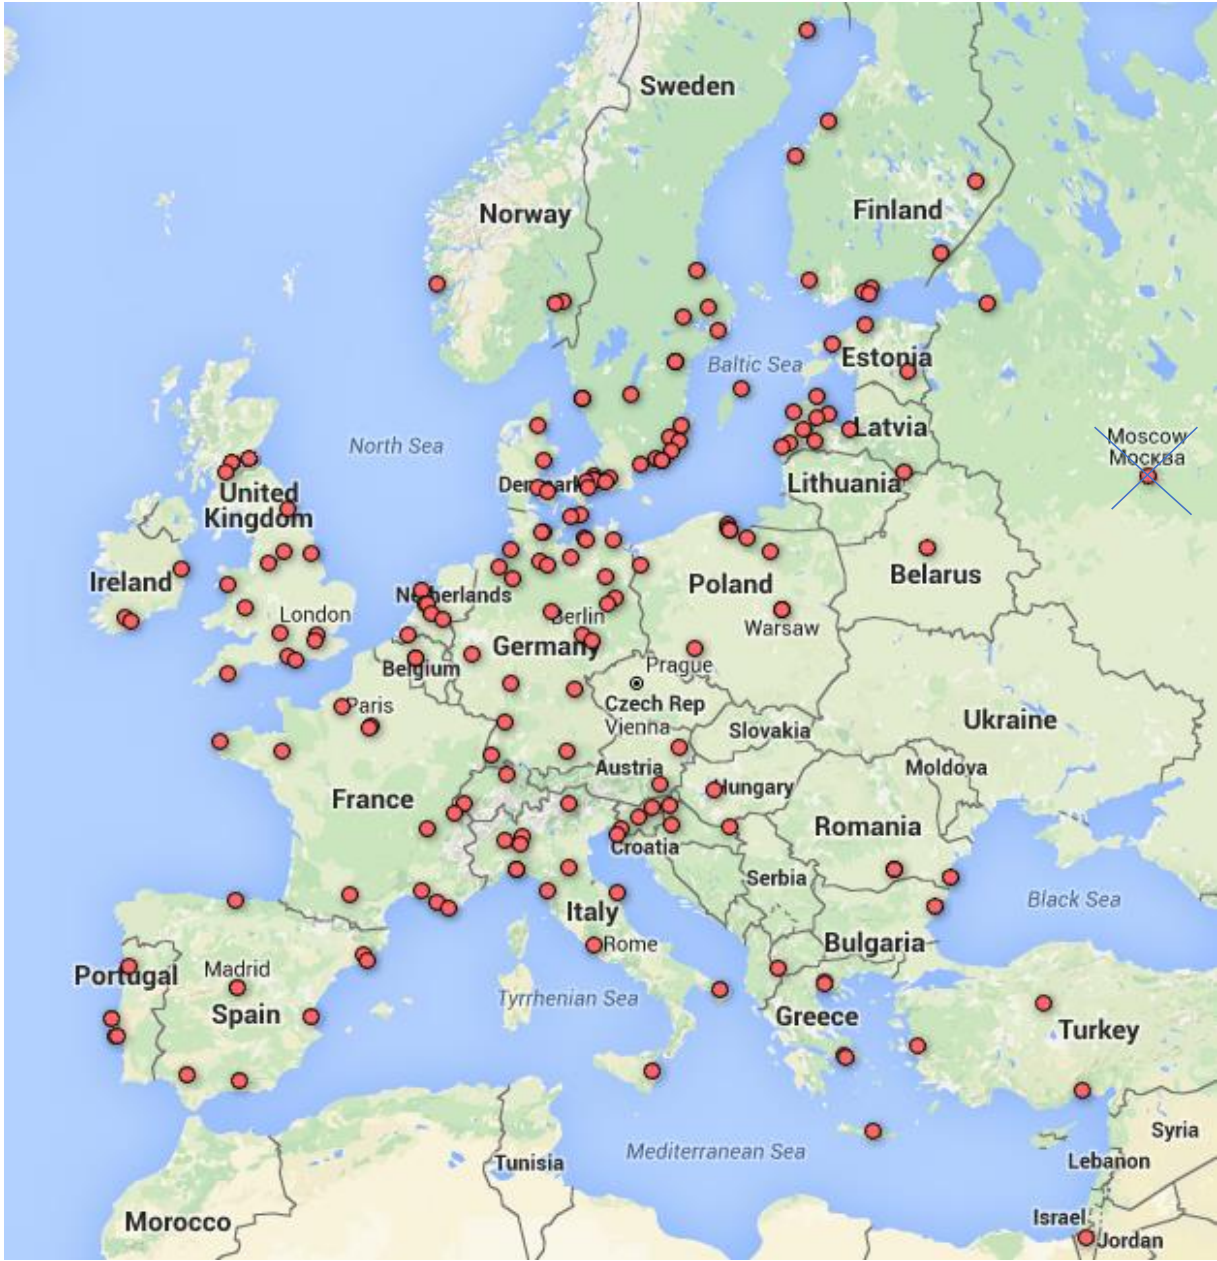 Sweden
Norway
Finland
Baltic Sea
Estonia
North Sea
Latvia
Moscow
Москва
Denmark
Lithuania
United
Kingdom
Ireland
Netherlands
Poland
Belarus
London
Berlin
Warsaw
Germany
Belgium
Prague
Paris
Czech Rep
Ukraine
Vienna
Slovakia
Austria
Moldova
Hungary
France
Romania
Croatia
Serbia
Black Sea
Italy
Rome
Bulgaria
Portugal
Madrid
Tyrrhenian Sea
Spain
Greece
Turkey
Mediterranean Sea
Syria
Tunisia
Lebanon
Morocco
Israel
Jordan